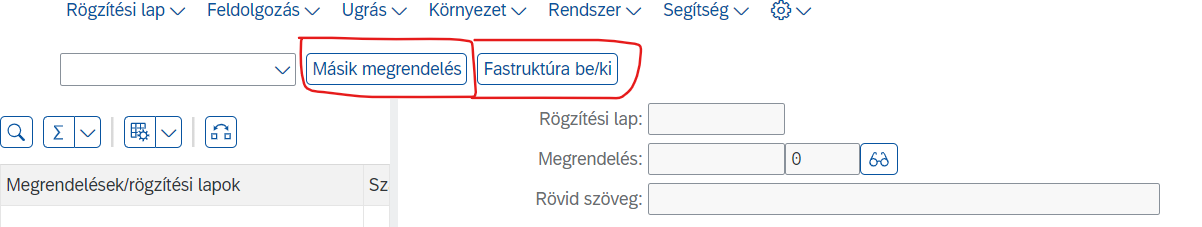 Rögzítési lap Feldolgozás Ugrás Környezet Rendszer Segítség
Másik megrendelés Fastruktúra be/ki
Rögzítési lap:
Σ
Megrendelés: 0
Megrendelések/rögzítési lapok Sz
Rövid szöveg: